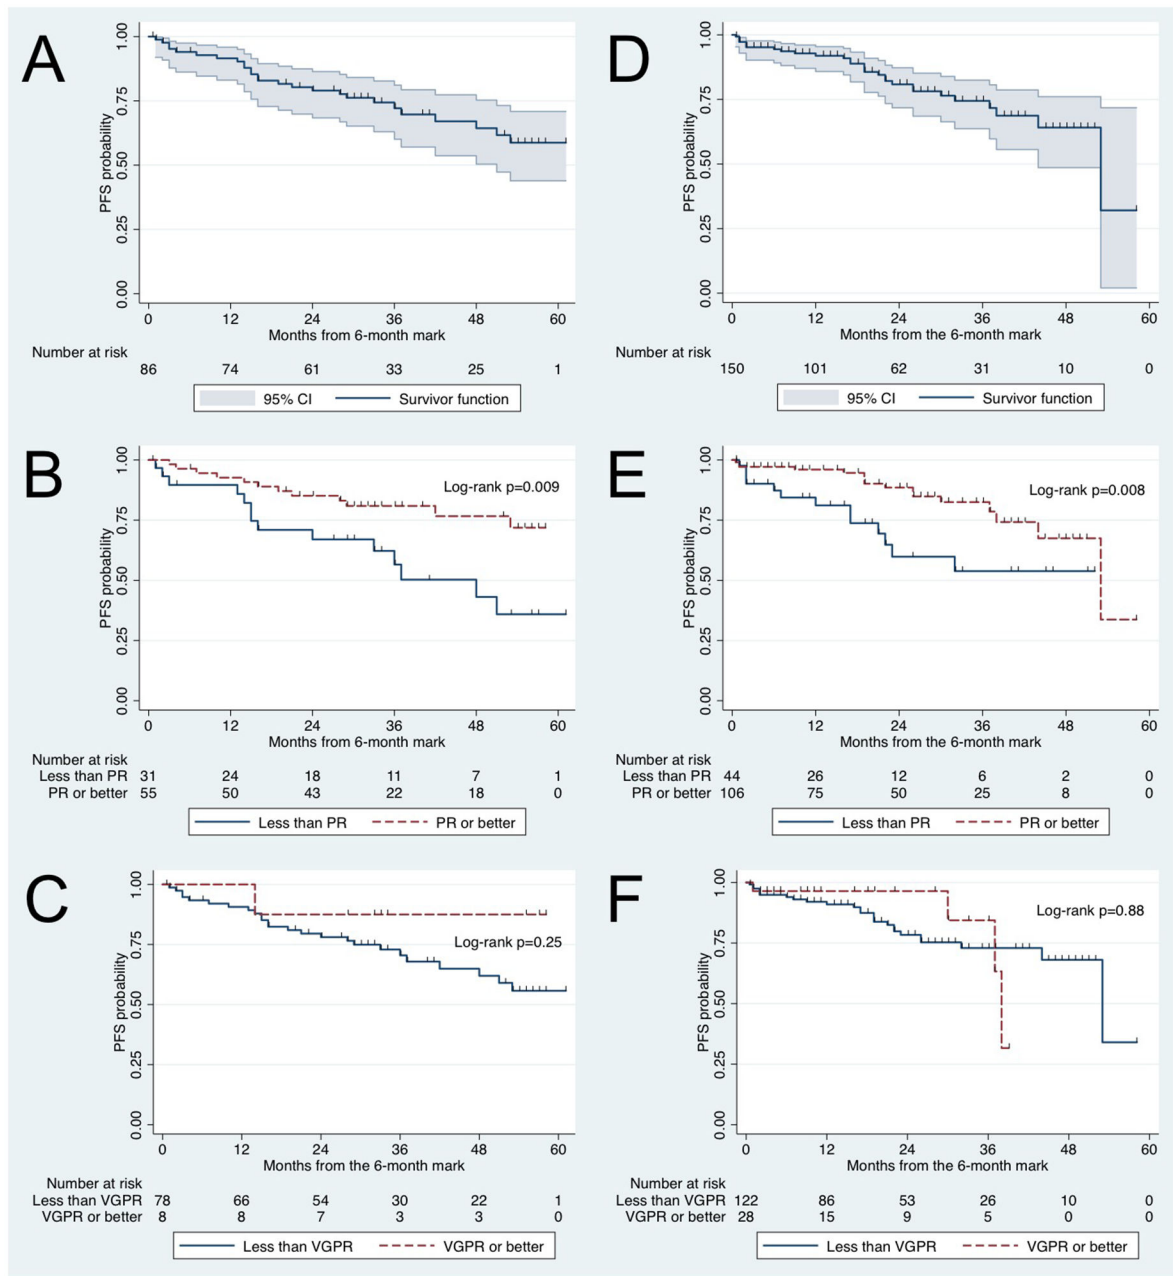 A
1.00
0.75
0.50
0.25
0.00
PFS probability
0 12 24 36 48 60
Months from 6-month mark
Number at risk
86 74 61 33 25 1
95% CI Survivor function
D
1.00
0.75
0.50
0.25
0.00
PFS probability
0 12 24 36 48 60
Months from the 6-month mark
Number at risk
150 101 62 31 10 0
95% CI Survivor function
B
1.00
0.75
0.50
0.25
0.00
PFS probability
Log-rank p=0.009
0 12 24 36 48 60
Months from 6-month mark
Number at risk
Less than PR 31 24 18 11 7 1
PR or better 55 50 43 22 18 0
Less than PR PR or better
E
1.00
0.75
0.50
0.25
0.00
PFS probability
Log-rank p=0.008
0 12 24 36 48 60
Months from the 6-month mark
Number at risk
Less than PR 44 26 12 6 2 0
PR or better 106 75 50 25 8 0
Less than PR PR or better
C
1.00
0.75
0.50
0.25
0.00
PFS probability
Log-rank p=0.25
0 12 24 36 48 60
Months from the 6-month mark
Number at risk
Less than VGPR 78 66 54 30 22 1
VGPR or better 8 8 7 3 3 0
Less than VGPR VGPR or better
F
1.00
0.75
0.50
0.25
0.00
PFS probability
Log-rank p=0.88
0 12 24 36 48 60
Months from the 6-month mark
Number at risk
Less than VGPR 122 86 53 26 10 0
VGPR or better 28 15 9 5 0 0
Less than VGPR VGPR or better